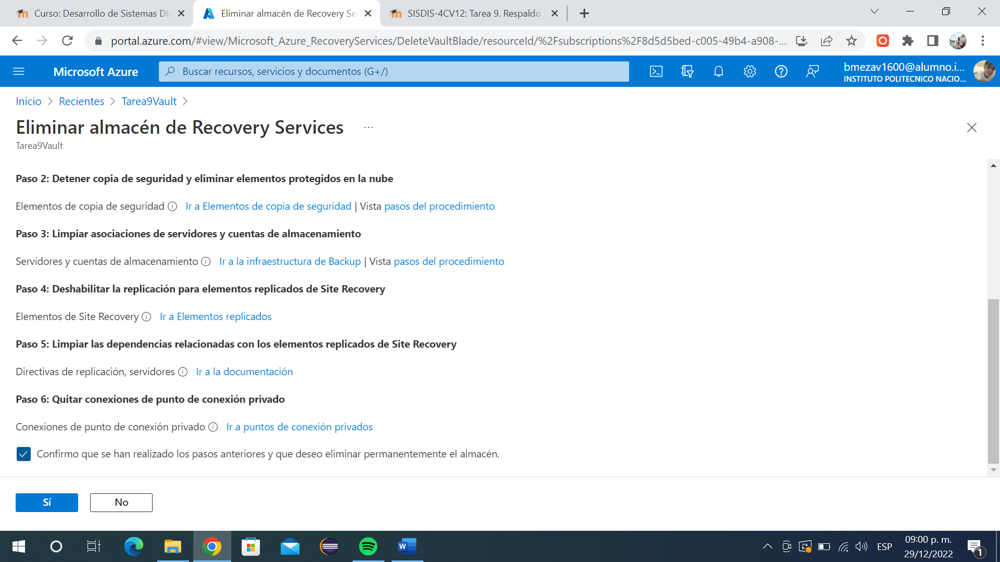 Curso: Desarrollo de Sistemas Dis
Eliminar almacén de Recovery Se
SISDIS-4CV12: Tarea 9. Respaldo
portal.azure.com/#view/Microsoft_Azure_RecoveryServices/DeleteVaultBlade/resourceId/%2Fsubscriptions%2F8d5d5bed-c005-49b4-a908-...
Microsoft Azure
Buscar recursos, servicios y documentos (G+/)
bmezav1600@alumno.i...
INSTITUTO POLITECNICO NACIO...
Inicio > Recientes > Tarea9Vault >
Eliminar almacén de Recovery Services ...
Tarea9Vault
Paso 2: Detener copia de seguridad y eliminar elementos protegidos en la nube
Elementos de copia de seguridad Ir a Elementos de copia de seguridad | Vista pasos del procedimiento
Paso 3: Limpiar asociaciones de servidores y cuentas de almacenamiento
Servidores y cuentas de almacenamiento Ir a la infraestructura de Backup | Vista pasos del procedimiento
Paso 4: Deshabilitar la replicación para elementos replicados de Site Recovery
Elementos de Site Recovery Ir a Elementos replicados
Paso 5: Limpiar las dependencias relacionadas con los elementos replicados de Site Recovery
Directivas de replicación, servidores Ir a la documentación
Paso 6: Quitar conexiones de punto de conexión privado
Conexiones de punto de conexión privado Ir a puntos de conexión privados
Confirmo que se han realizado los pasos anteriores y que deseo eliminar permanentemente el almacén.
Sí
No
W
ESP
09:00 p. m.
29/12/2022
1